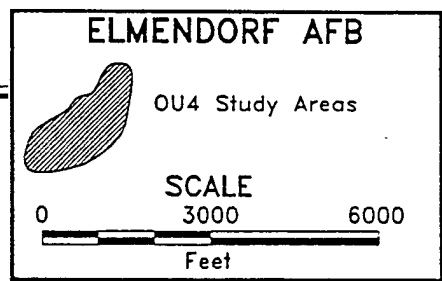 ELMENDORF AFB
OU4 Study Areas
SCALE
0 3000 6000
Feet